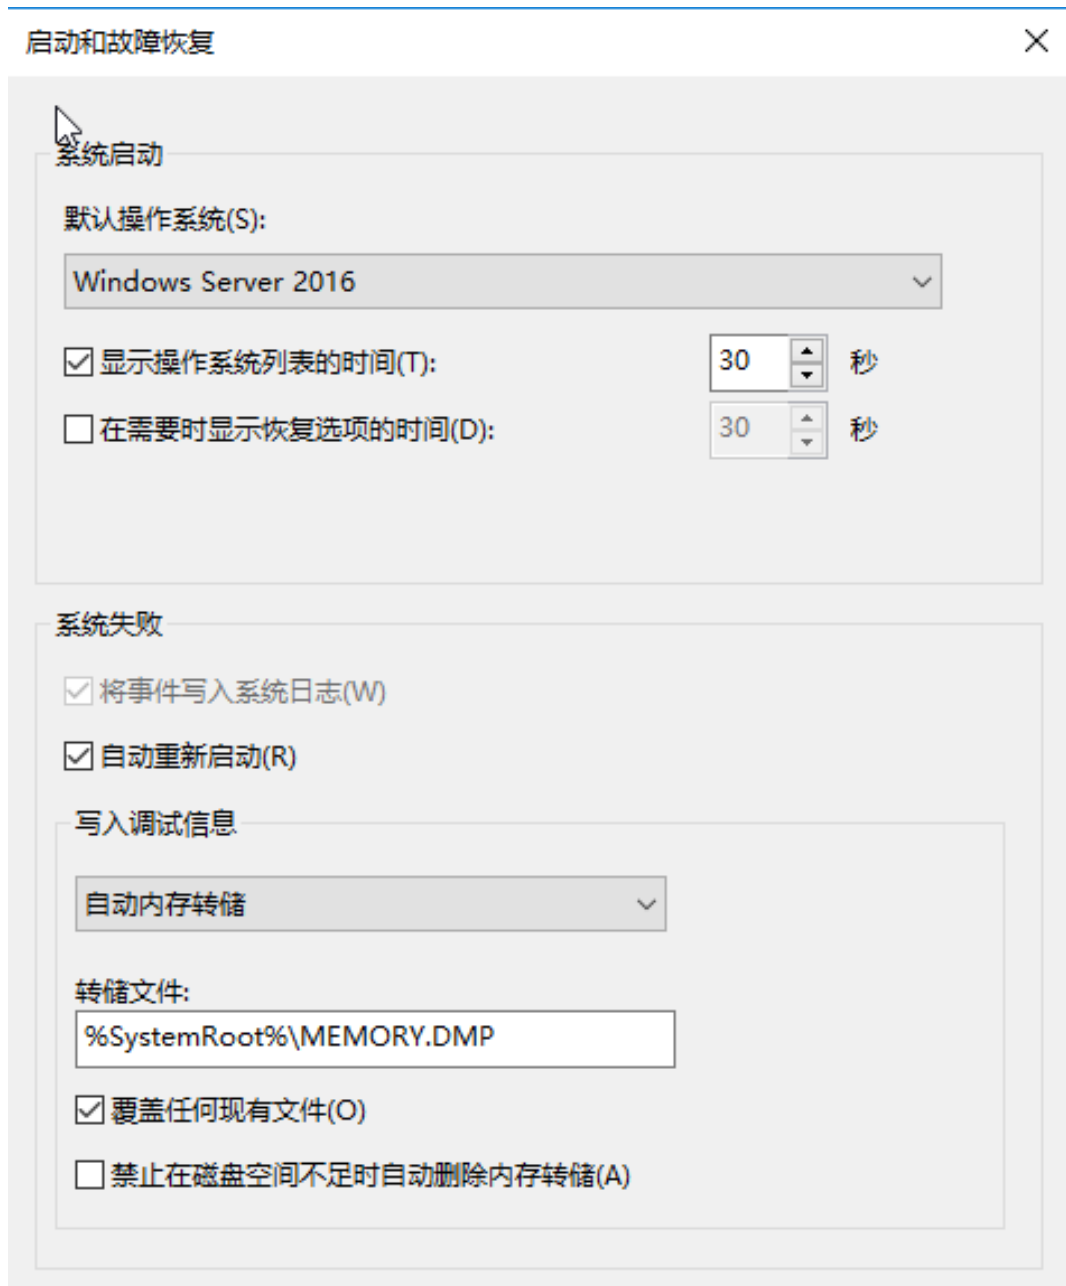 启动和故障恢复
系统启动
默认操作系统(S):
Windows Server 2016
显示操作系统列表的时间(T): 30 秒
在需要时显示恢复选项的时间(D): 30 秒
系统失败
将事件写入系统日志(W)
自动重新启动(R)
写入调试信息
自动内存转储
转储文件:
%SystemRoot%\MEMORY.DMP
覆盖任何现有文件(O)
禁止在磁盘空间不足时自动删除内存转储(A)